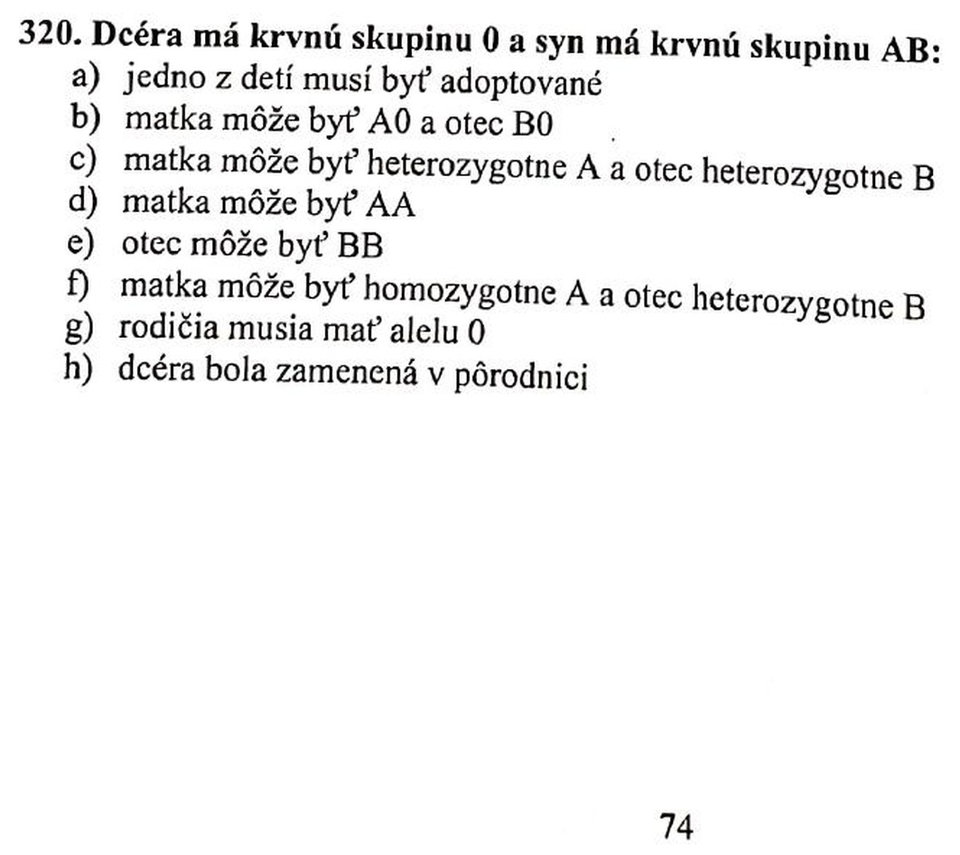 320. Dcéra má krvnú skupinu 0 a syn má krvnú skupinu AB:
a) jedno z detí musí byť adoptované
b) matka môže byť A0 a otec B0
c) matka môže byť heterozygotne A a otec heterozygotne B
d) matka môže byť AA
e) otec môže byť BB
f) matka môže byť homozygotne A a otec heterozygotne B
g) rodičia musia mať alelu 0
h) dcéra bola zamenená v pôrodnici
74